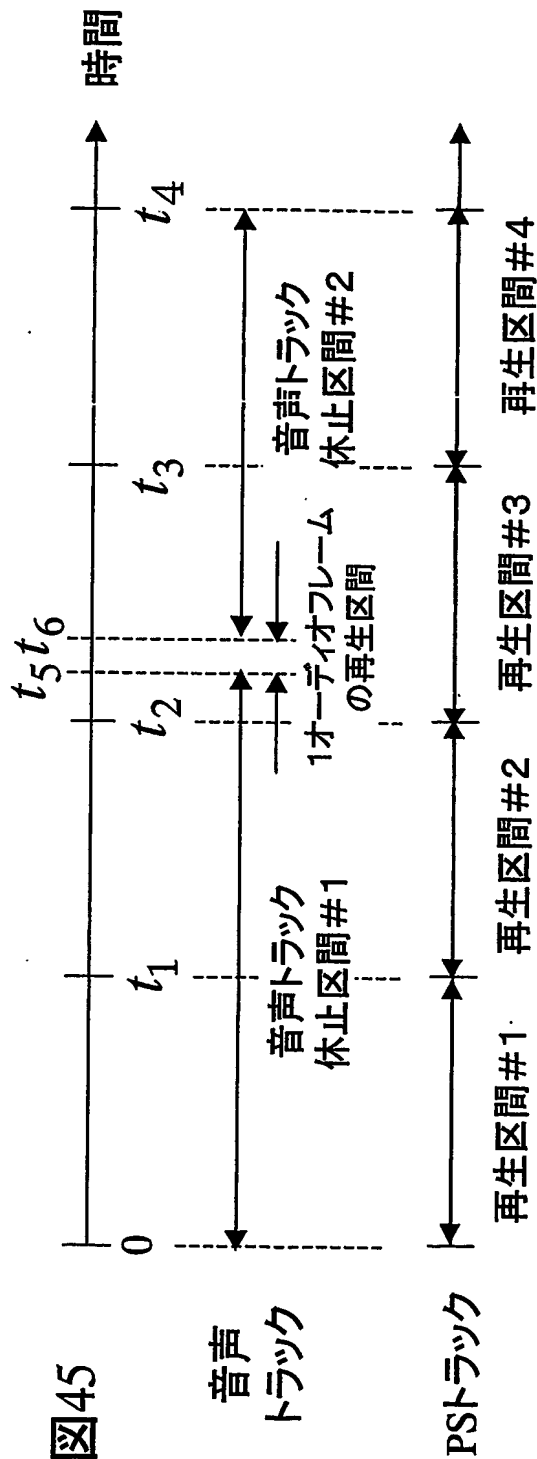 図45
時間
t5 t6
0
t1
t2
t3
t4
音声
トラック
音声トラック
休止区間#1
1オーディオフレーム
の再生区間
音声トラック
休止区間#2
PSトラック
再生区間#1
再生区間#2
再生区間#3
再生区間#4